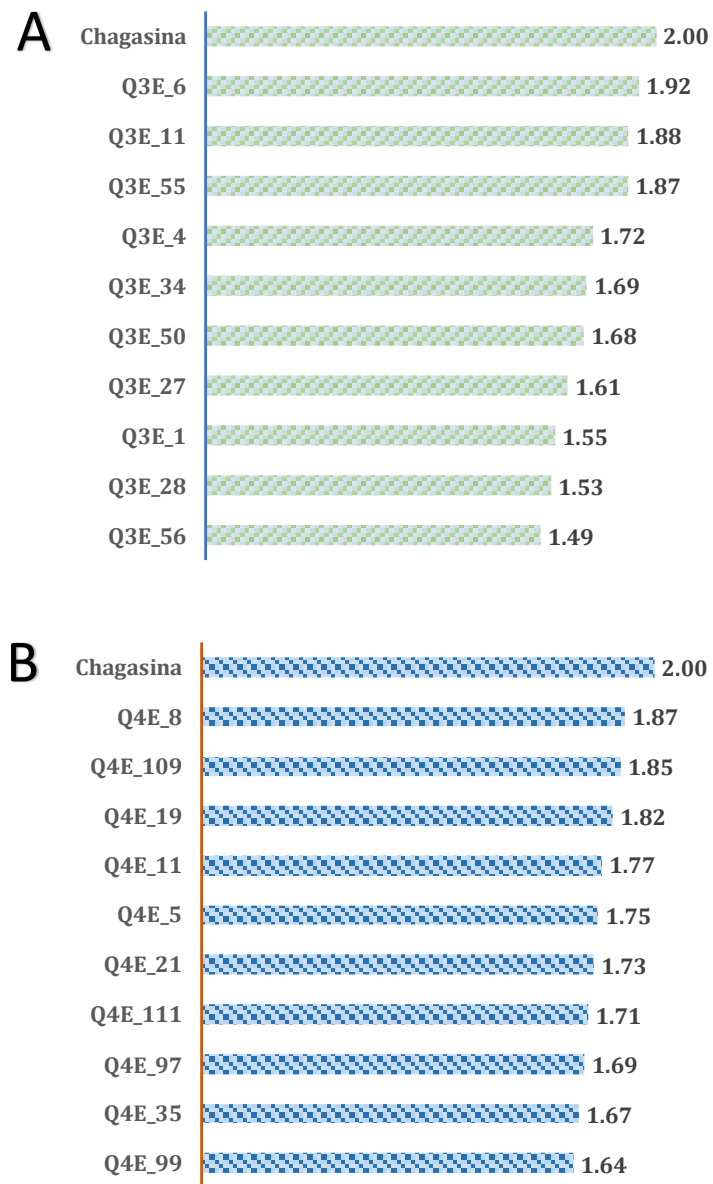 A
Chagasina 2.00
Q3E_6 1.92
Q3E_11 1.88
Q3E_55 1.87
Q3E_4 1.72
Q3E_34 1.69
Q3E_50 1.68
Q3E_27 1.61
Q3E_1 1.55
Q3E_28 1.53
Q3E_56 1.49
B
Chagasina 2.00
Q4E_8 1.87
Q4E_109 1.85
Q4E_19 1.82
Q4E_11 1.77
Q4E_5 1.75
Q4E_21 1.73
Q4E_111 1.71
Q4E_97 1.69
Q4E_35 1.67
Q4E_99 1.64